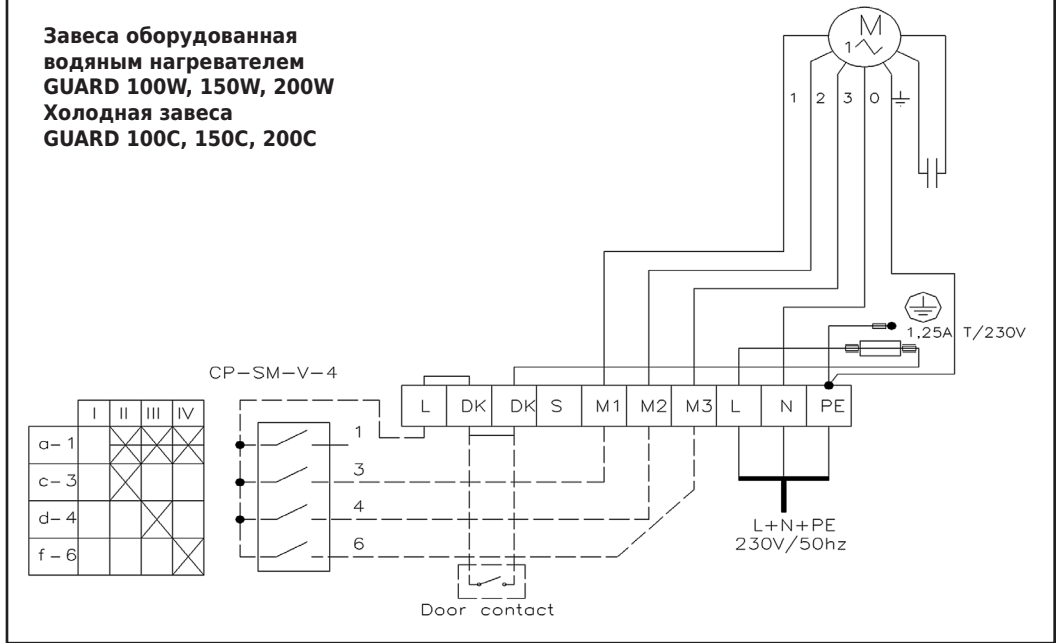 Завеса оборудованная
водяным нагревателем
GUARD 100W, 150W, 200W
Холодная завеса
GUARD 100C, 150C, 200C
M
1
1 2 3 0
1,25A T/230V
CP-SM-V-4
L DK DK S M1 M2 M3 L N PE
I II III IV
a-1
c-3
d-4
f-6
1
3
4
6
L+N+PE
230V/50hz
Door contact